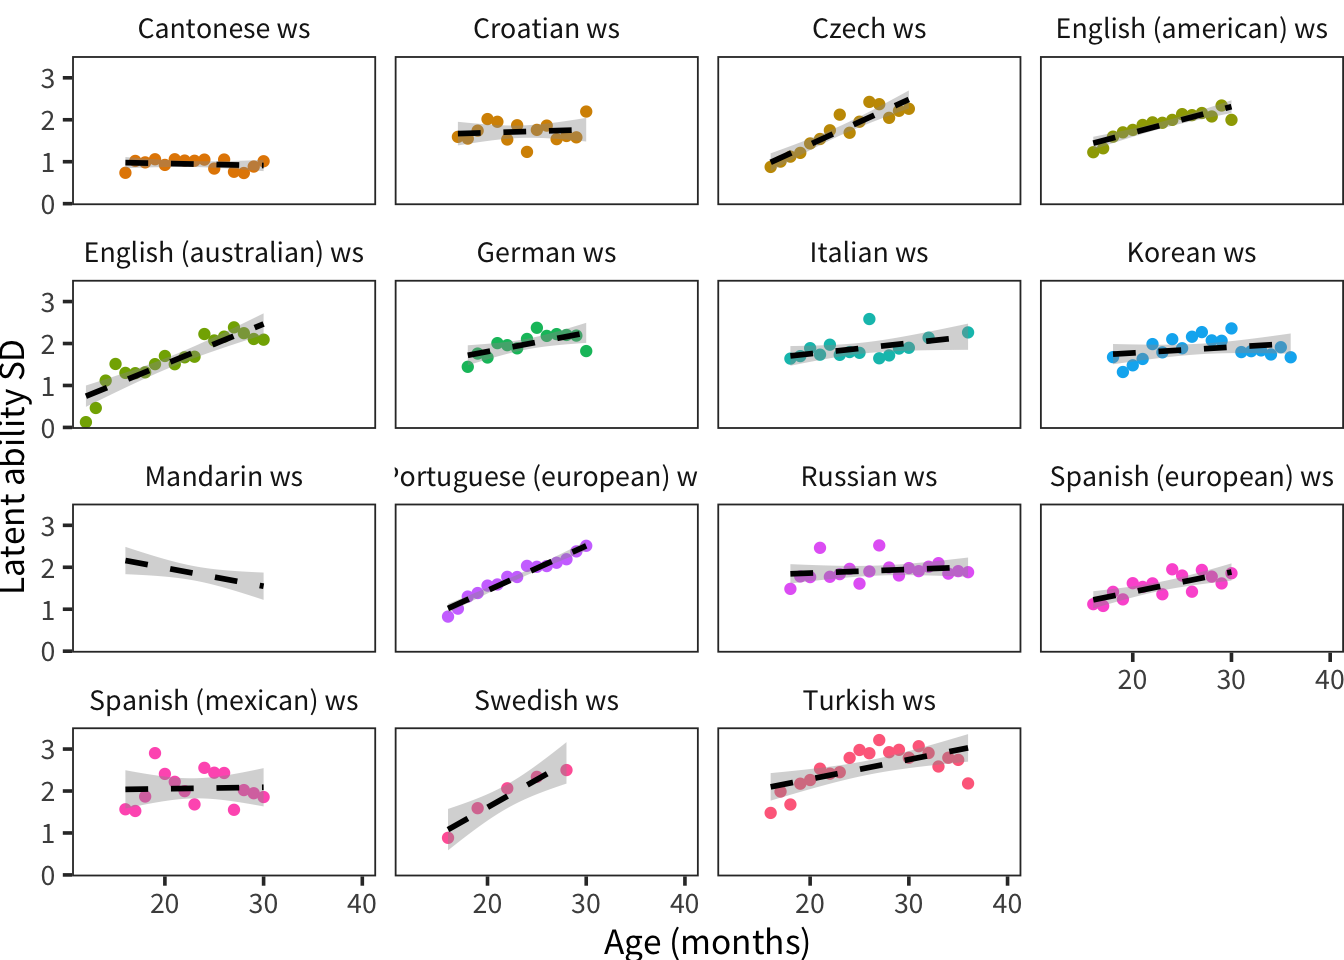 Cantonese ws
Croatian ws
Czech ws
English (american) ws
3
2
1
0
English (australian) ws
German ws
Italian ws
Korean ws
3
2
1
0
Latent ability SD
Mandarin ws
Portuguese (european) w
Russian ws
Spanish (european) ws
3
2
1
0
20 30 40
Spanish (mexican) ws
Swedish ws
Turkish ws
3
2
1
0
20 30 40
20 30 40
20 30 40
Age (months)